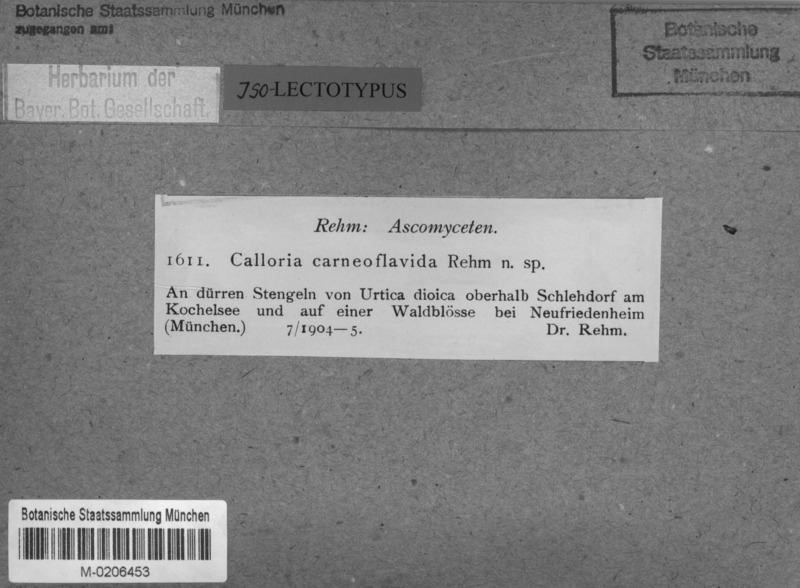 Botanische Staatssammlung München
zugegangen am:
Botanische
Staatssammlung
München
Herbarium der
Bayer. Bot. Gesellschaft.
ISO-LECTOTYPUS
Rehm: Ascomyceten.
1611. Calloria carneoflavida Rehm n. sp.
An dürren Stengeln von Urtica dioica oberhalb Schlehdorf am
Kochelsee und auf einer Waldblösse bei Neufriedenheim
(München.) 7/1904—5. Dr. Rehm.
Botanische Staatssammlung München
M-0206453